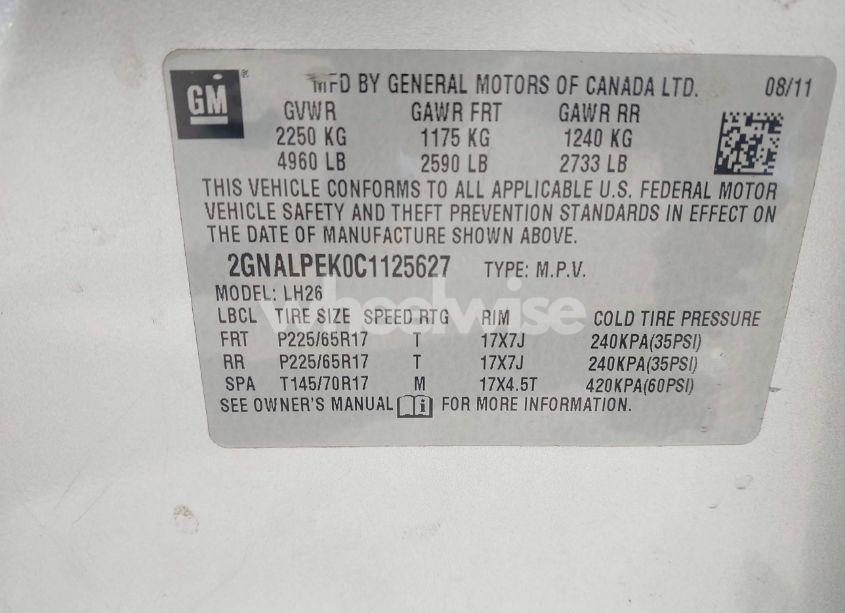 GM ® MFD BY GENERAL MOTORS OF CANADA LTD. 08/11
GVWR GAWR FRT GAWR RR
2250 KG 1175 KG 1240 KG
4960 LB 2590 LB 2733 LB
THIS VEHICLE CONFORMS TO ALL APPLICABLE U.S. FEDERAL MOTOR
VEHICLE SAFETY AND THEFT PREVENTION STANDARDS IN EFFECT ON
THE DATE OF MANUFACTURE SHOWN ABOVE.
2GNALPEK0C1125627 TYPE: M.P.V.
MODEL: LH26
wheelwise
LBCL TIRE SIZE SPEED RTG RIM COLD TIRE PRESSURE
FRT P225/65R17 T 17X7J 240KPA(35PSI)
RR P225/65R17 T 17X7J 240KPA(35PSI)
SPA T145/70R17 M 17X4.5T 420KPA(60PSI)
SEE OWNER'S MANUAL FOR MORE INFORMATION.